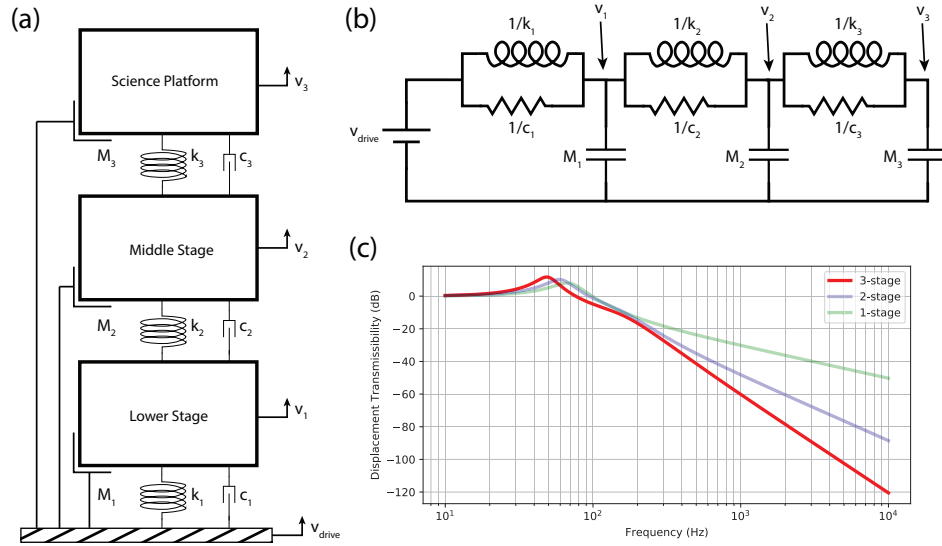 (a)
Science Platform
v3
M3
k3
c3
Middle Stage
v2
M2
k2
c2
Lower Stage
v1
M1
k1
c1
vdrive
(b)
v1
v2
v3
1/k1
1/k2
1/k3
vdrive
1/c1
1/c2
1/c3
M1
M2
M3
(c)
Displacement Transmissibility (dB)
0
−20
−40
−60
−80
−100
−120
3-stage
2-stage
1-stage
10¹
10²
10³
10⁴
Frequency (Hz)